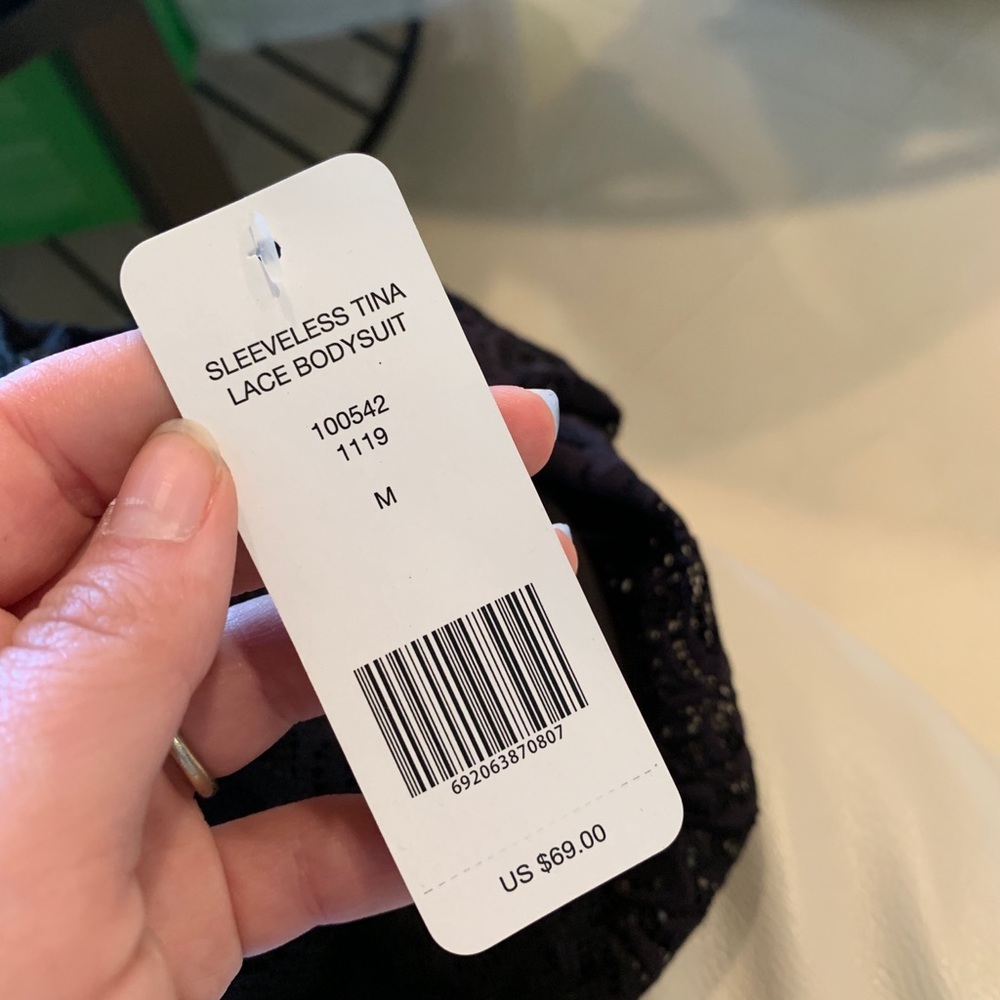 SLEEVELESS TINA
LACE BODYSUIT
100542
1119
M
692063870807
US $69.00